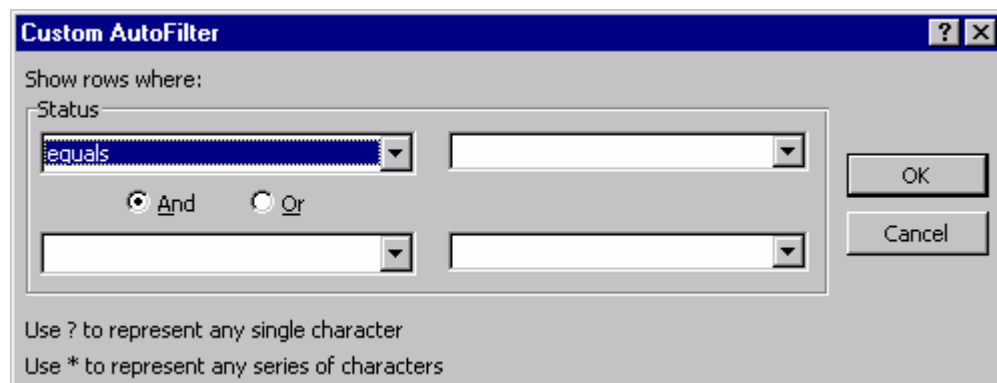 Custom AutoFilter
Show rows where:
Status
equals
And Or
OK
Cancel
Use ? to represent any single character
Use * to represent any series of characters